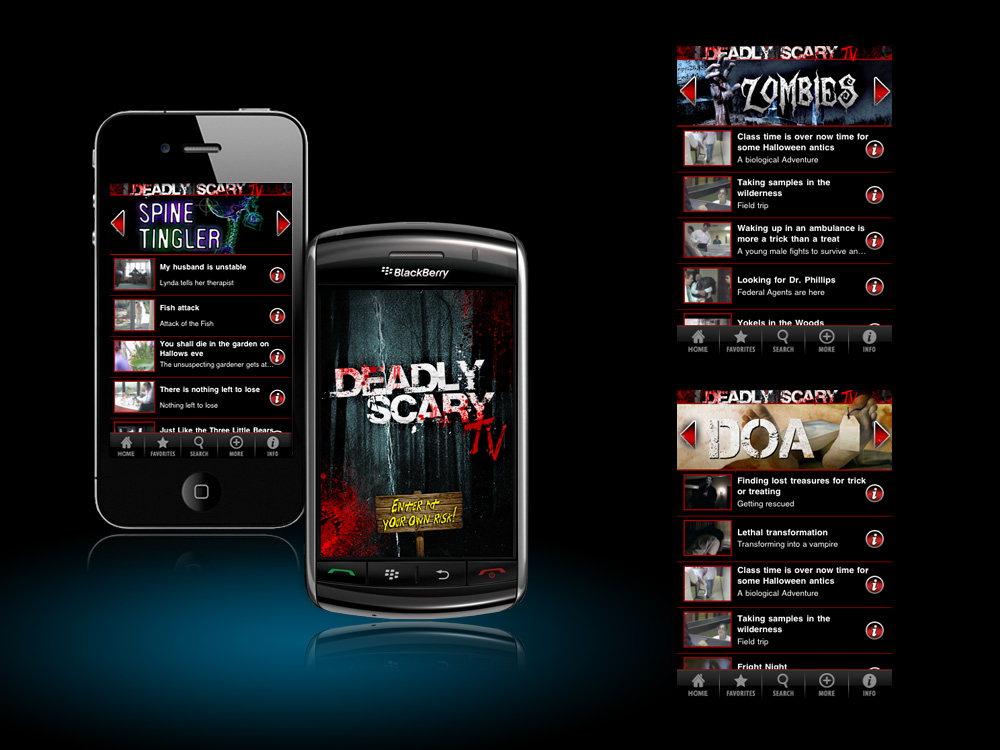 DEADLY SCARY TV
SPINE
TINGLER
My husband is unstable
Lynda tells her therapist
Fish attack
Attack of the Fish
You shall die in the garden on
Hallows eve
The unsuspecting gardener gets at...
There is nothing left to lose
Nothing left to lose
Just Like the Three Little Bears
HOME FAVORITES SEARCH MORE INFO
BlackBerry
DEADLY
SCARY
TV
ENTER AT
YOUR OWN RISK!
DEADLY SCARY TV
ZOMBIES
Class time is over now time for
some Halloween antics
A biological Adventure
Taking samples in the
wilderness
Field trip
Waking up in an ambulance is
more a trick than a treat
A young male fights to survive an...
Looking for Dr. Phillips
Federal Agents are here
Yokels in the Woods
HOME FAVORITES SEARCH MORE INFO
DEADLY SCARY TV
DOA
Finding lost treasures for trick
or treating
Getting rescued
Lethal transformation
Transforming into a vampire
Class time is over now time for
some Halloween antics
A biological Adventure
Taking samples in the
wilderness
Field trip
Fright Night
HOME FAVORITES SEARCH MORE INFO